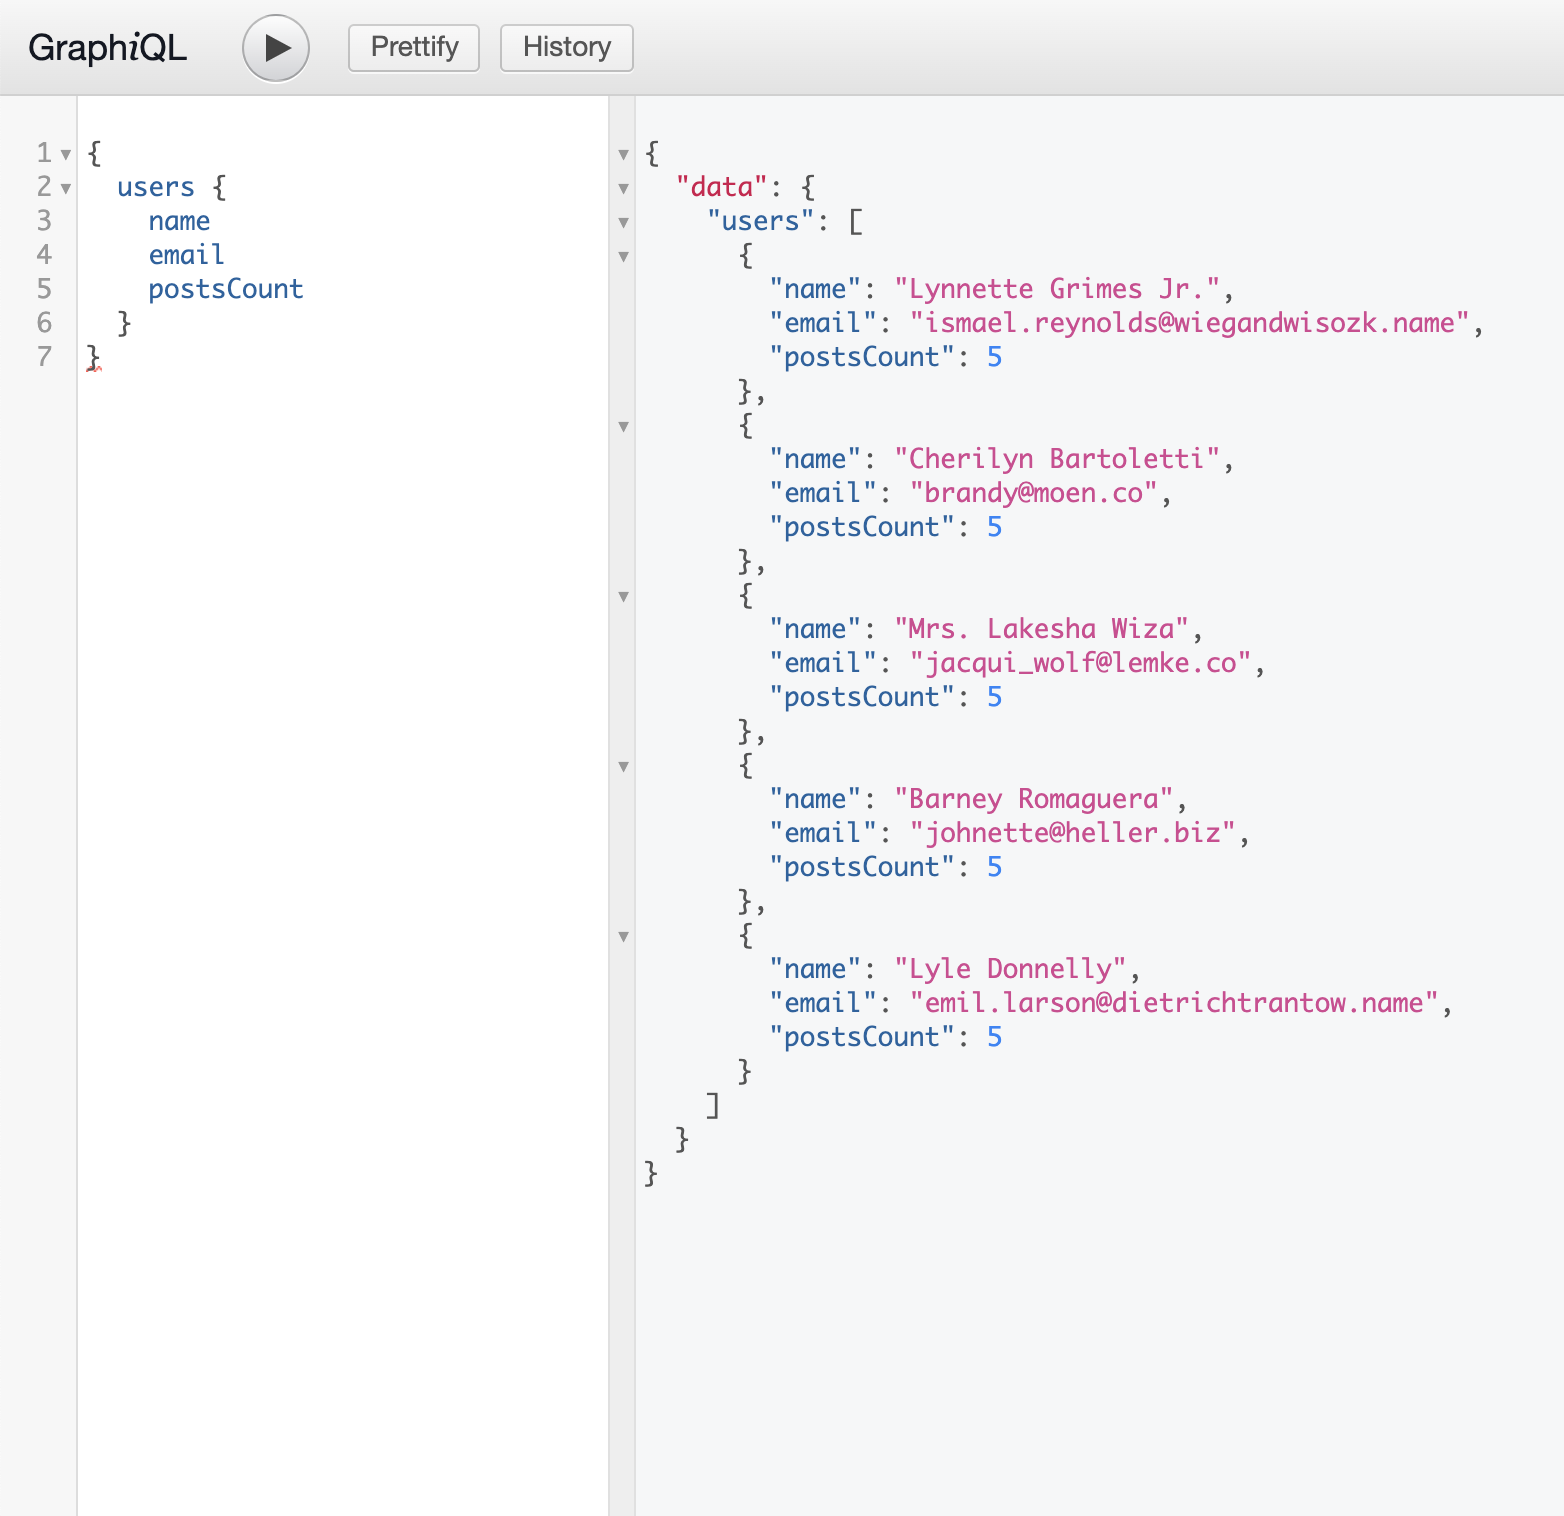 GraphiQL Prettify History
1 {
2   users {
3     name
4     email
5     postsCount
6   }
7 }
{
  "data": {
    "users": [
      {
        "name": "Lynnette Grimes Jr.",
        "email": "ismael.reynolds@wiegandwisozk.name",
        "postsCount": 5
      },
      {
        "name": "Cherilyn Bartoletti",
        "email": "brandy@moen.co",
        "postsCount": 5
      },
      {
        "name": "Mrs. Lakesha Wiza",
        "email": "jacqui_wolf@lemke.co",
        "postsCount": 5
      },
      {
        "name": "Barney Romaguera",
        "email": "johnette@heller.biz",
        "postsCount": 5
      },
      {
        "name": "Lyle Donnelly",
        "email": "emil.larson@dietrichtrantow.name",
        "postsCount": 5
      }
    ]
  }
}